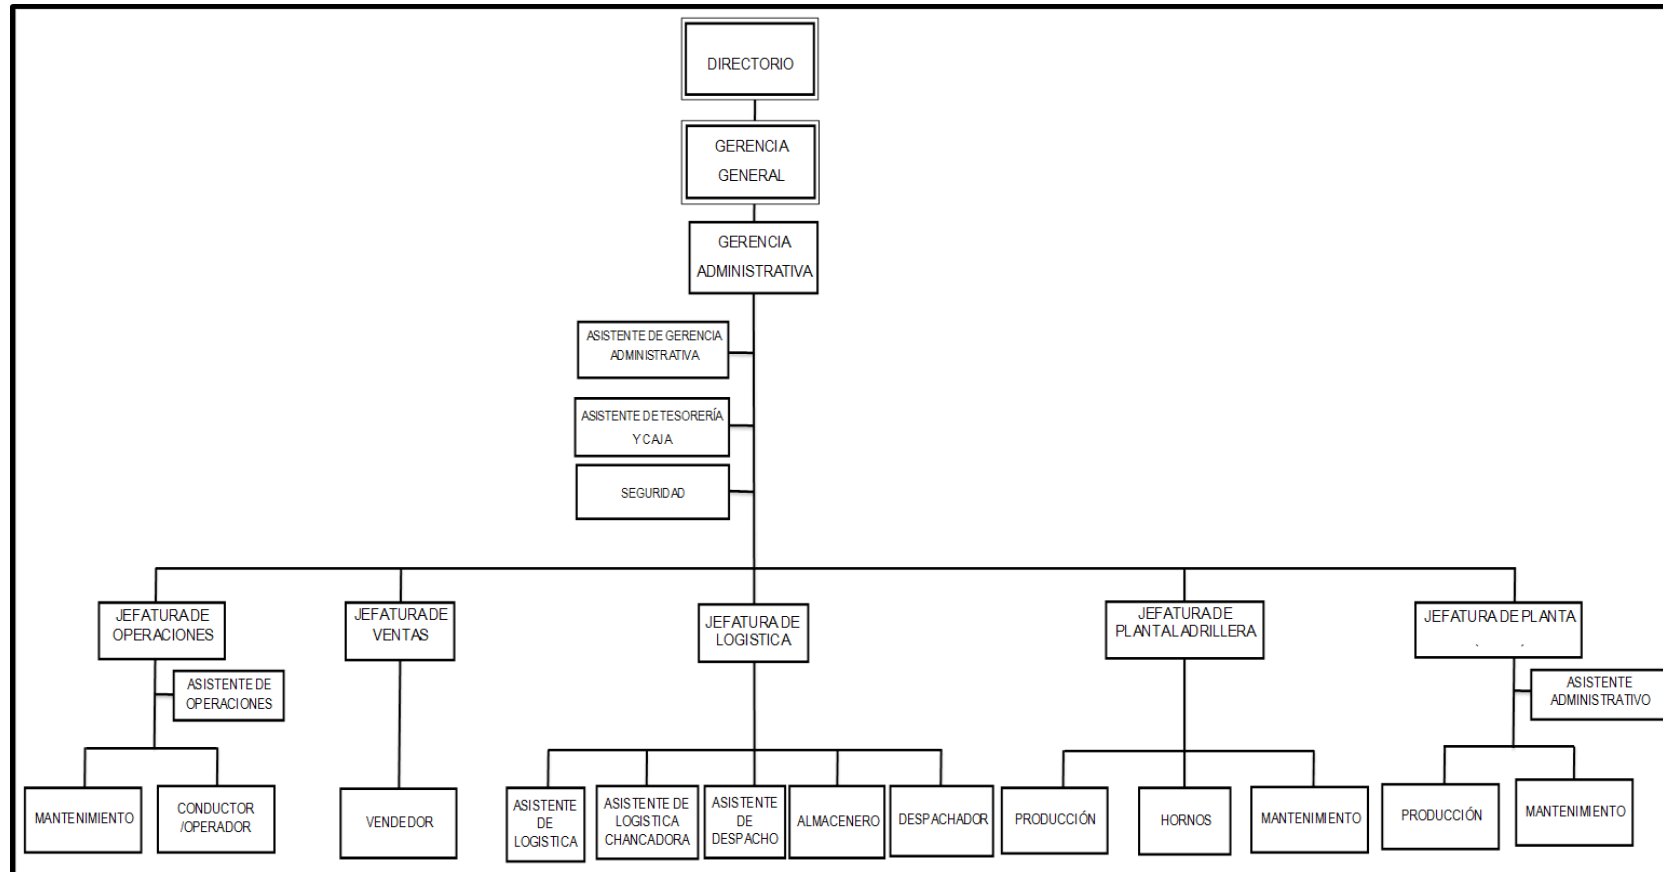 DIRECTORIO
GERENCIA
GENERAL
GERENCIA
ADMINISTRATIVA
ASISTENTE DE GERENCIA
ADMINISTRATIVA
ASISTENTE DE TESORERÍA
Y CAJA
SEGURIDAD
JEFATURA DE
OPERACIONES
JEFATURA DE
VENTAS
JEFATURA DE
LOGISTICA
JEFATURA DE
PLANTA LADRILLERA
JEFATURA DE PLANTA
ASISTENTE DE
OPERACIONES
ASISTENTE
ADMINISTRATIVO
MANTENIMIENTO
CONDUCTOR
/OPERADOR
VENDEDOR
ASISTENTE
DE
LOGISTICA
ASISTENTE DE
LOGISTICA
CHANCADORA
ASISTENTE
DE
DESPACHO
ALMACENERO
DESPACHADOR
PRODUCCIÓN
HORNOS
MANTENIMIENTO
PRODUCCIÓN
MANTENIMIENTO